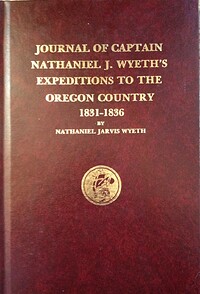 JOURNAL OF CAPTAIN
NATHANIEL J. WYETH'S
EXPEDITIONS TO THE
OREGON COUNTRY
1831-1836
BY
NATHANIEL JARVIS WYETH